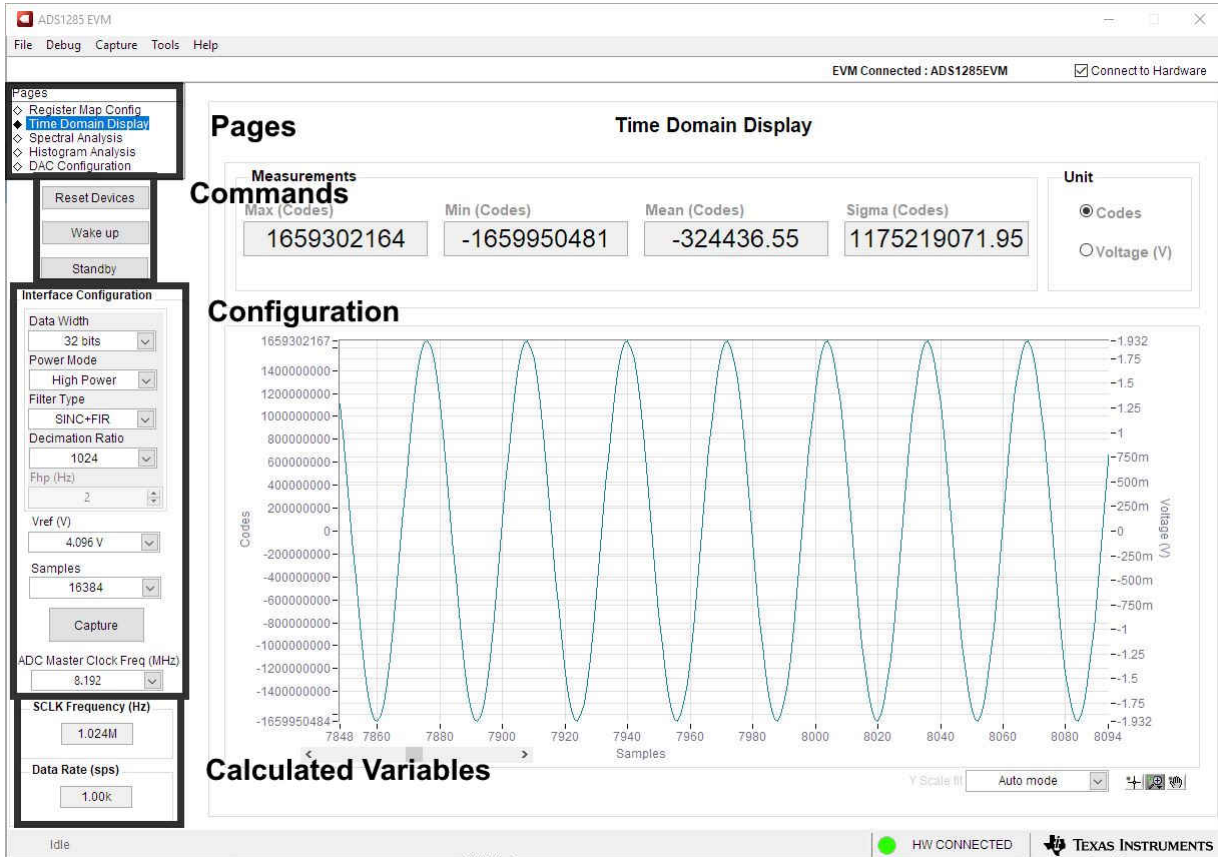 ADS1285 EVM
File Debug Capture Tools Help
EVM Connected : ADS1285EVM Connect to Hardware
Pages
Register Map Config
Time Domain Display
Spectral Analysis
Histogram Analysis
DAC Configuration
Pages
Time Domain Display
Reset Devices
Wake up
Standby
Commands
Measurements
Max (Codes) Min (Codes) Mean (Codes) Sigma (Codes)
1659302164 -1659950481 -324436.55 1175219071.95
Unit
Codes
Voltage (V)
Interface Configuration
Data Width
32 bits
Power Mode
High Power
Filter Type
SINC+FIR
Decimation Ratio
1024
Fhp (Hz)
2
Vref (V)
4.096 V
Samples
16384
Capture
ADC Master Clock Freq (MHz)
8.192
Configuration
Codes
1659302167
1400000000
1200000000
1000000000
800000000
600000000
400000000
200000000
0
-200000000
-400000000
-600000000
-800000000
-1000000000
-1200000000
-1400000000
-1659950484
1.932
1.75
1.5
1.25
1
750m
500m
250m
0
-250m
-500m
-750m
-1
-1.25
-1.5
-1.75
-1.932
Voltage (V)
7848 7860 7880 7900 7920 7940 7960 7980 8000 8020 8040 8060 8080 8094
Samples
SCLK Frequency (Hz)
1.024M
Data Rate (sps)
1.00k
Calculated Variables
Y Scale fit Auto mode
Idle HW CONNECTED TEXAS INSTRUMENTS